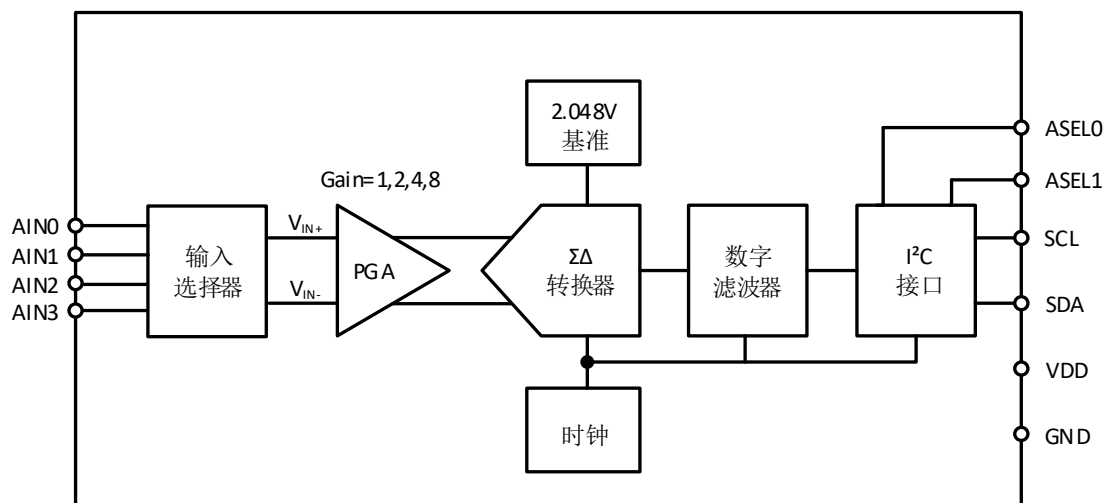 2.048V
基准
Gain=1,2,4,8
AIN0
AIN1
AIN2
AIN3
输入
选择器
V_IN+
V_IN-
PGA
ΣΔ
转换器
数字
滤波器
I²C
接口
时钟
ASEL0
ASEL1
SCL
SDA
VDD
GND